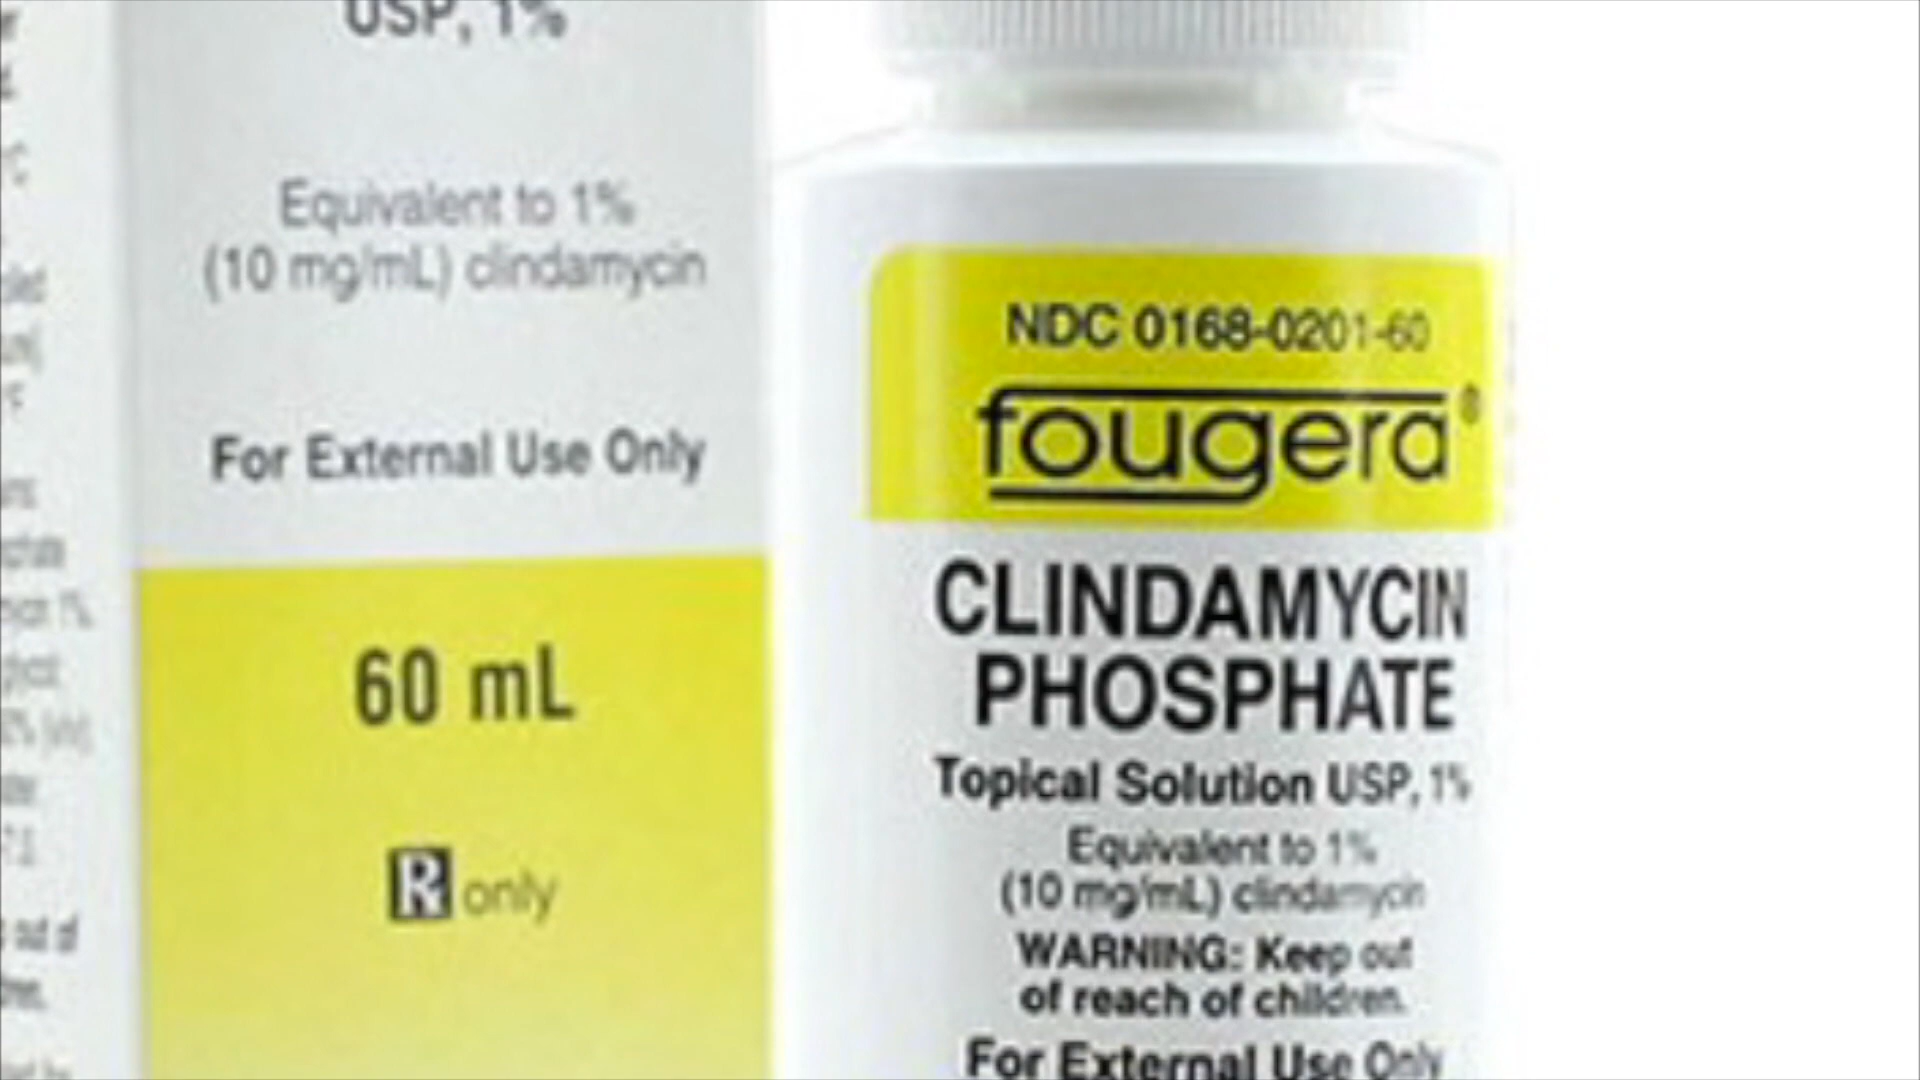 USP, 1%
Equivalent to 1%
(10 mg/mL) clindamycin
For External Use Only
60 mL
R only
NDC 0168-0201-60
fougera®
CLINDAMYCIN
PHOSPHATE
Topical Solution USP, 1%
Equivalent to 1%
(10 mg/mL) clindamycin
WARNING: Keep out
of reach of children.
For External Use Only
out of